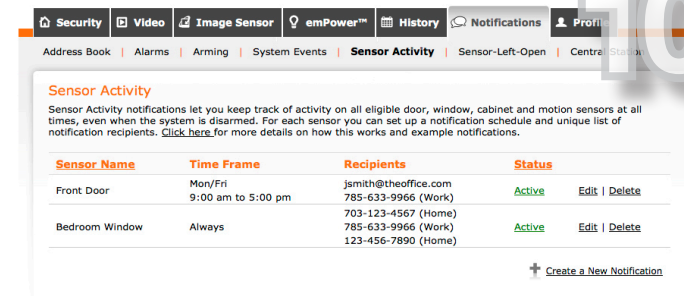 Security Video Image Sensor emPower™ History Notifications Profile
Address Book | Alarms | Arming | System Events | Sensor Activity | Sensor-Left-Open | Central Station
10
Sensor Activity
Sensor Activity notifications let you keep track of activity on all eligible door, window, cabinet and motion sensors at all
times, even when the system is disarmed. For each sensor you can set up a notification schedule and unique list of
notification recipients. Click here for more details on how this works and example notifications.
Sensor Name Time Frame Recipients Status
Front Door Mon/Fri jsmith@theoffice.com Active Edit | Delete
9:00 am to 5:00 pm 785-633-9966 (Work)
703-123-4567 (Home)
Bedroom Window Always 785-633-9966 (Work) Active Edit | Delete
123-456-7890 (Home)
Create a New Notification